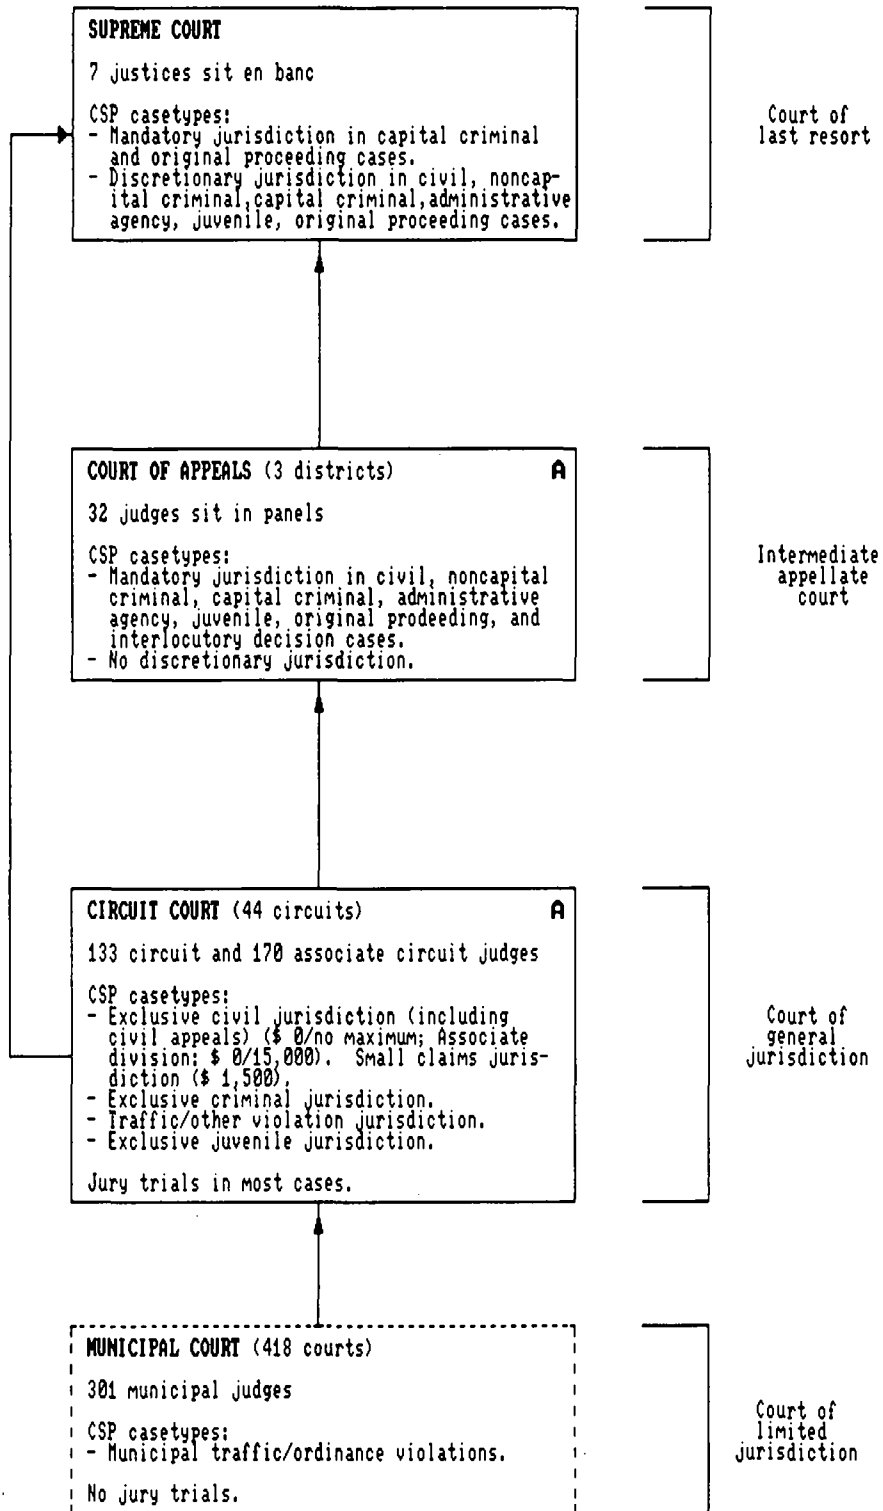 SUPREME COURT
7 justices sit en banc
CSP casetypes:
- Mandatory jurisdiction in capital criminal
and original proceeding cases.
- Discretionary jurisdiction in civil, noncap-
ital criminal,capital criminal,administrative
agency, juvenile, original proceeding cases.
Court of
last resort
COURT OF APPEALS (3 districts) A
32 judges sit in panels
CSP casetypes:
- Mandatory jurisdiction in civil, noncapital
criminal, capital criminal, administrative
agency, juvenile, original prodeeding, and
interlocutory decision cases.
- No discretionary jurisdiction.
Intermediate
appellate
court
CIRCUIT COURT (44 circuits) A
133 circuit and 170 associate circuit judges
CSP casetypes:
- Exclusive civil jurisdiction (including
civil appeals) ($ 0/no maximum; Associate
division: $ 0/15,000). Small claims juris-
diction ($ 1,500).
- Exclusive criminal jurisdiction.
- Traffic/other violation jurisdiction.
- Exclusive juvenile jurisdiction.
Jury trials in most cases.
Court of
general
jurisdiction
MUNICIPAL COURT (418 courts)
301 municipal judges
CSP casetypes:
- Municipal traffic/ordinance violations.
No jury trials.
Court of
limited
jurisdiction